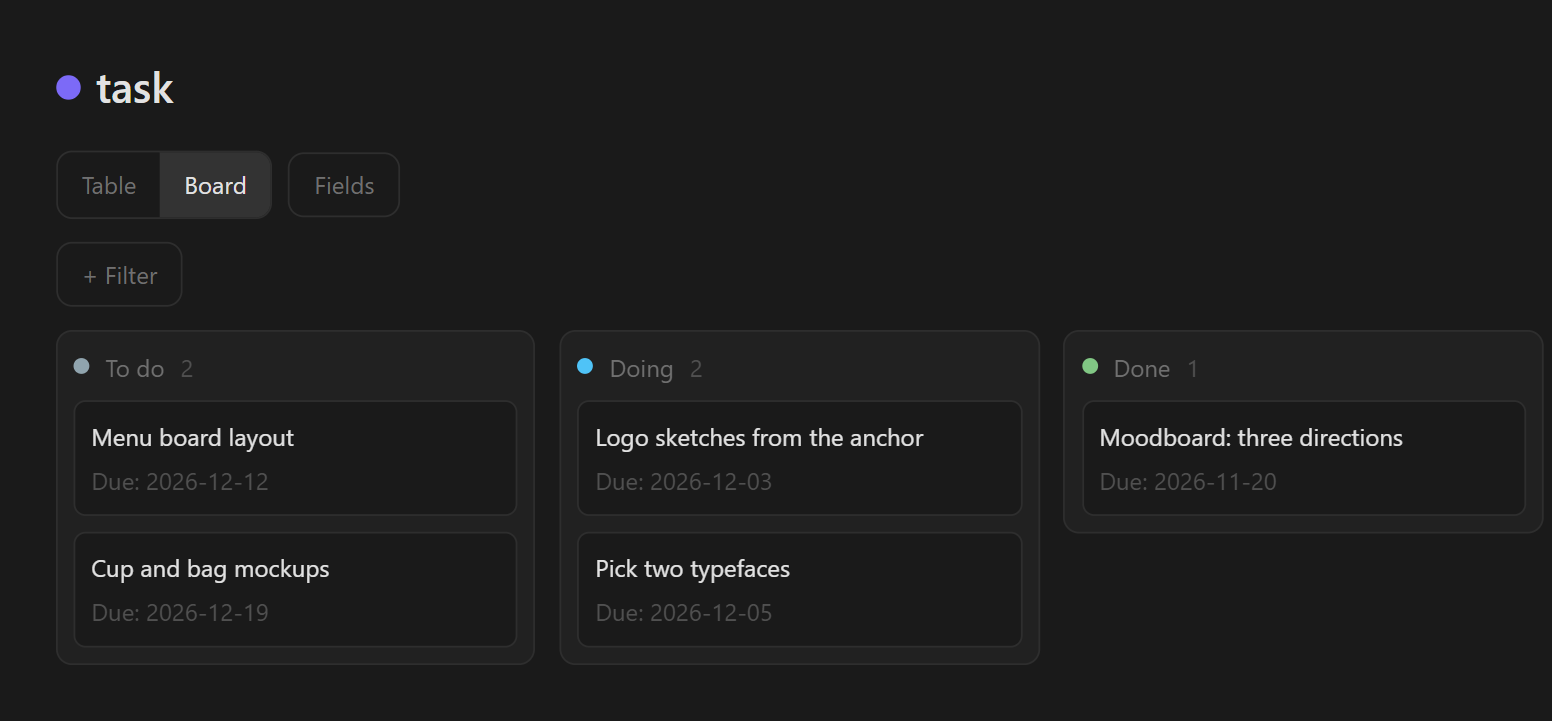 task
Table Board Fields
+ Filter
To do 2
Menu board layout
Due: 2026-12-12
Cup and bag mockups
Due: 2026-12-19
Doing 2
Logo sketches from the anchor
Due: 2026-12-03
Pick two typefaces
Due: 2026-12-05
Done 1
Moodboard: three directions
Due: 2026-11-20